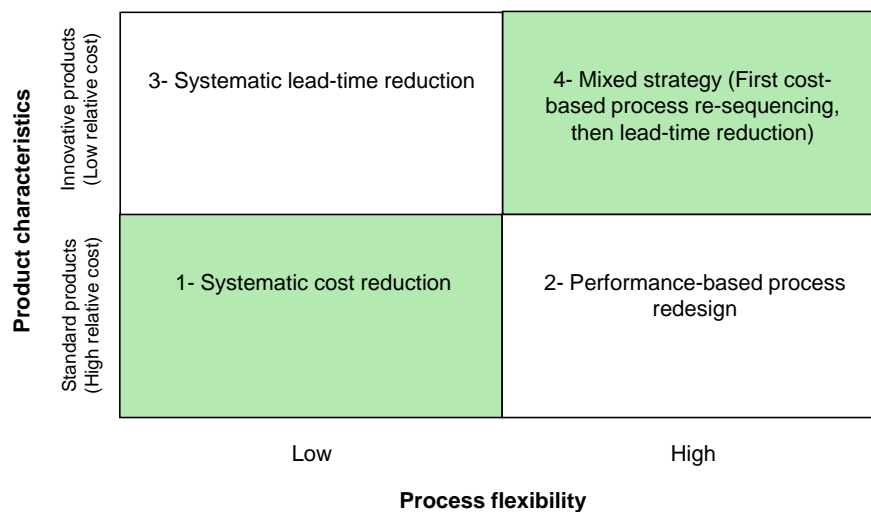 Product characteristics
Innovative products
(Low relative cost)
3- Systematic lead-time reduction
4- Mixed strategy (First cost-
based process re-sequencing,
then lead-time reduction)
Standard products
(High relative cost)
1- Systematic cost reduction
2- Performance-based process
redesign
Low
High
Process flexibility